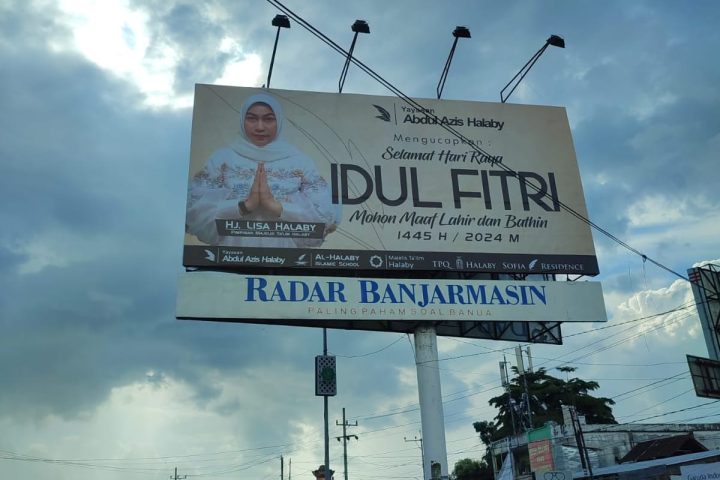 Yayasan
Abdul Azis Halaby
Mengucapkan :
Selamat Hari Raya
IDUL FITRI
Mohon Maaf Lahir dan Bathin
1445 H / 2024 M
HJ. LISA HALABY
Yayasan
Abdul Azis Halaby
AL-HALABY
ISLAMIC SCHOOL
Majelis Ta'lim
Halaby
TPQ HALABY
SOFIA RESIDENCE
RADAR BANJARMASIN
PALING PAHAM SOAL BANUA